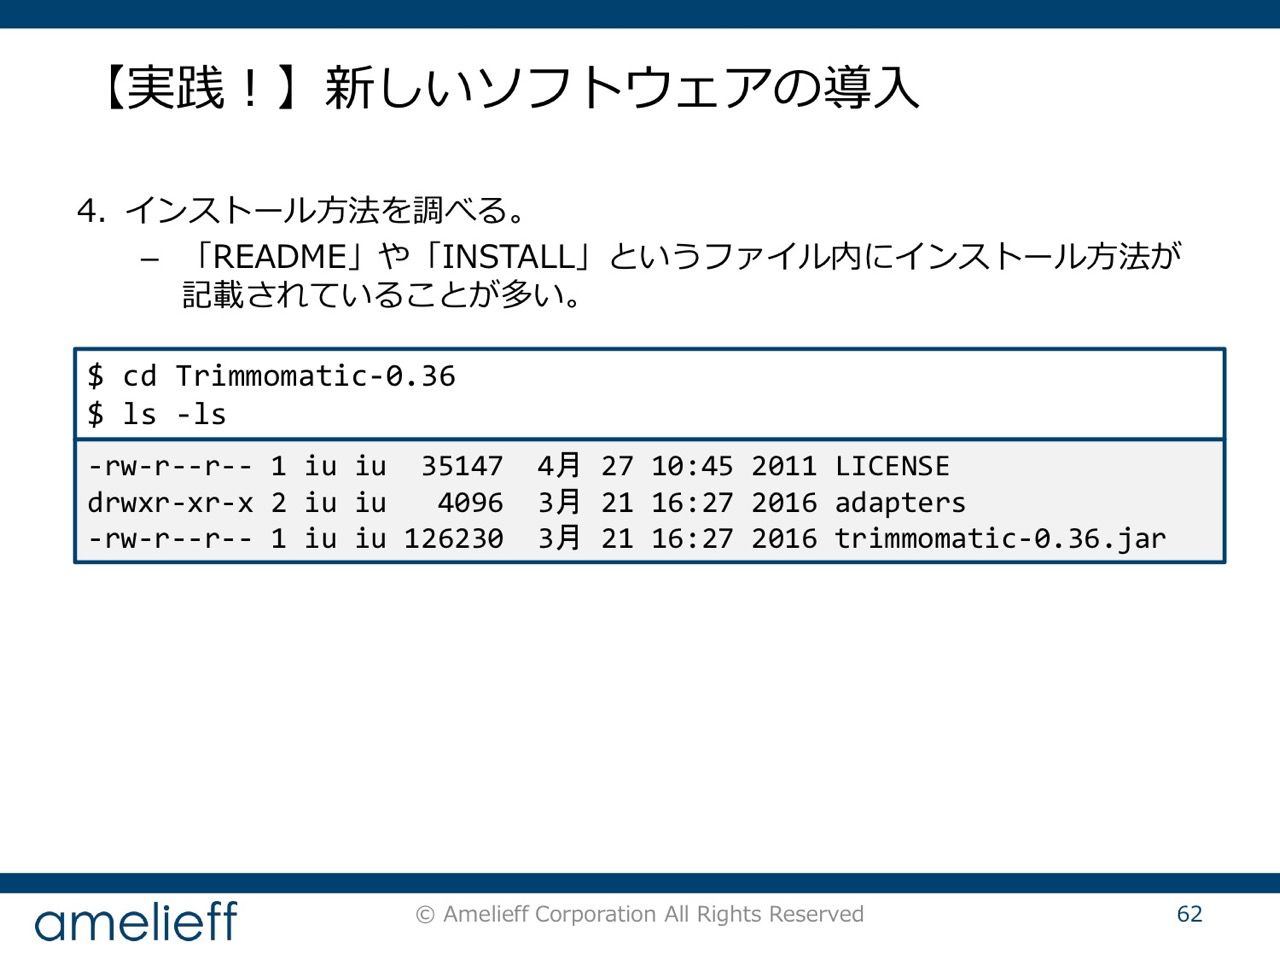 【実践！】新しいソフトウェアの導入
4. インストール方法を調べる。
– 「README」や「INSTALL」というファイル内にインストール方法が
記載されていることが多い。
$ cd Trimmomatic-0.36
$ ls -ls
-rw-r--r-- 1 iu iu  35147  4月 27 10:45 2011 LICENSE
drwxr-xr-x 2 iu iu   4096  3月 21 16:27 2016 adapters
-rw-r--r-- 1 iu iu 126230  3月 21 16:27 2016 trimmomatic-0.36.jar
amelieff
© Amelieff Corporation All Rights Reserved
62